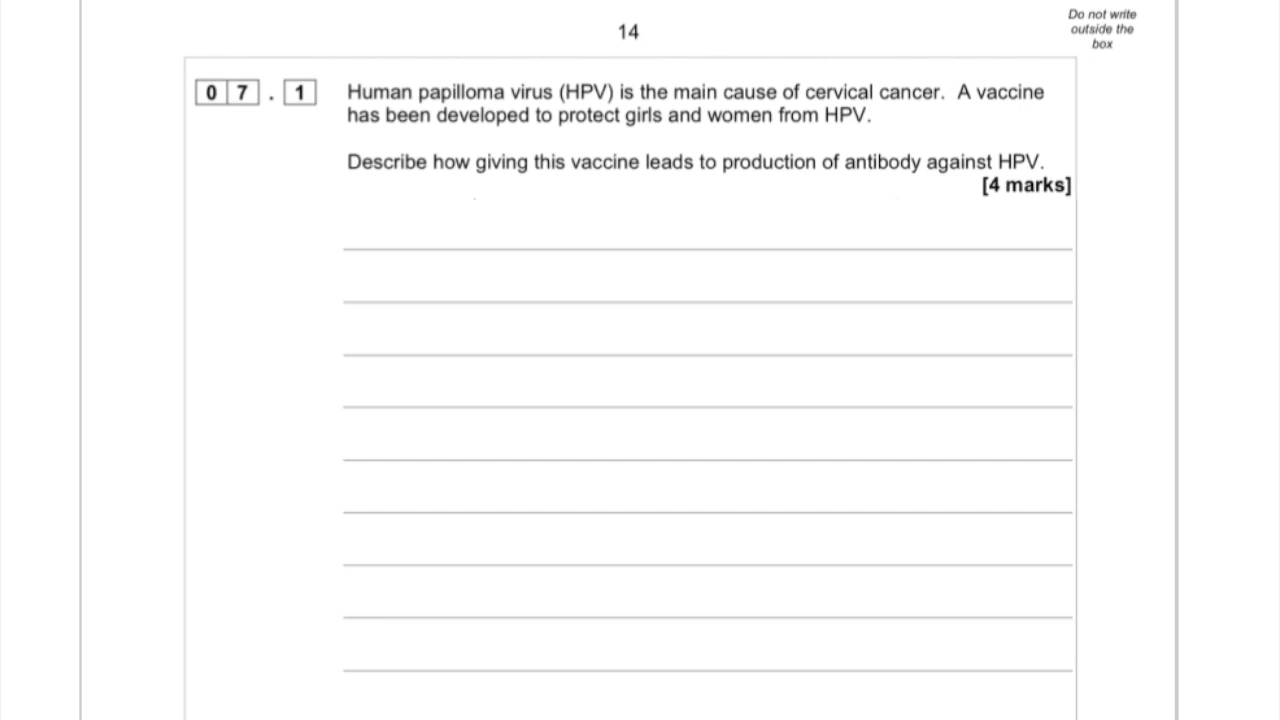 14
Do not write
outside the
box
0 7 . 1 Human papilloma virus (HPV) is the main cause of cervical cancer. A vaccine
has been developed to protect girls and women from HPV.
Describe how giving this vaccine leads to production of antibody against HPV.
[4 marks]